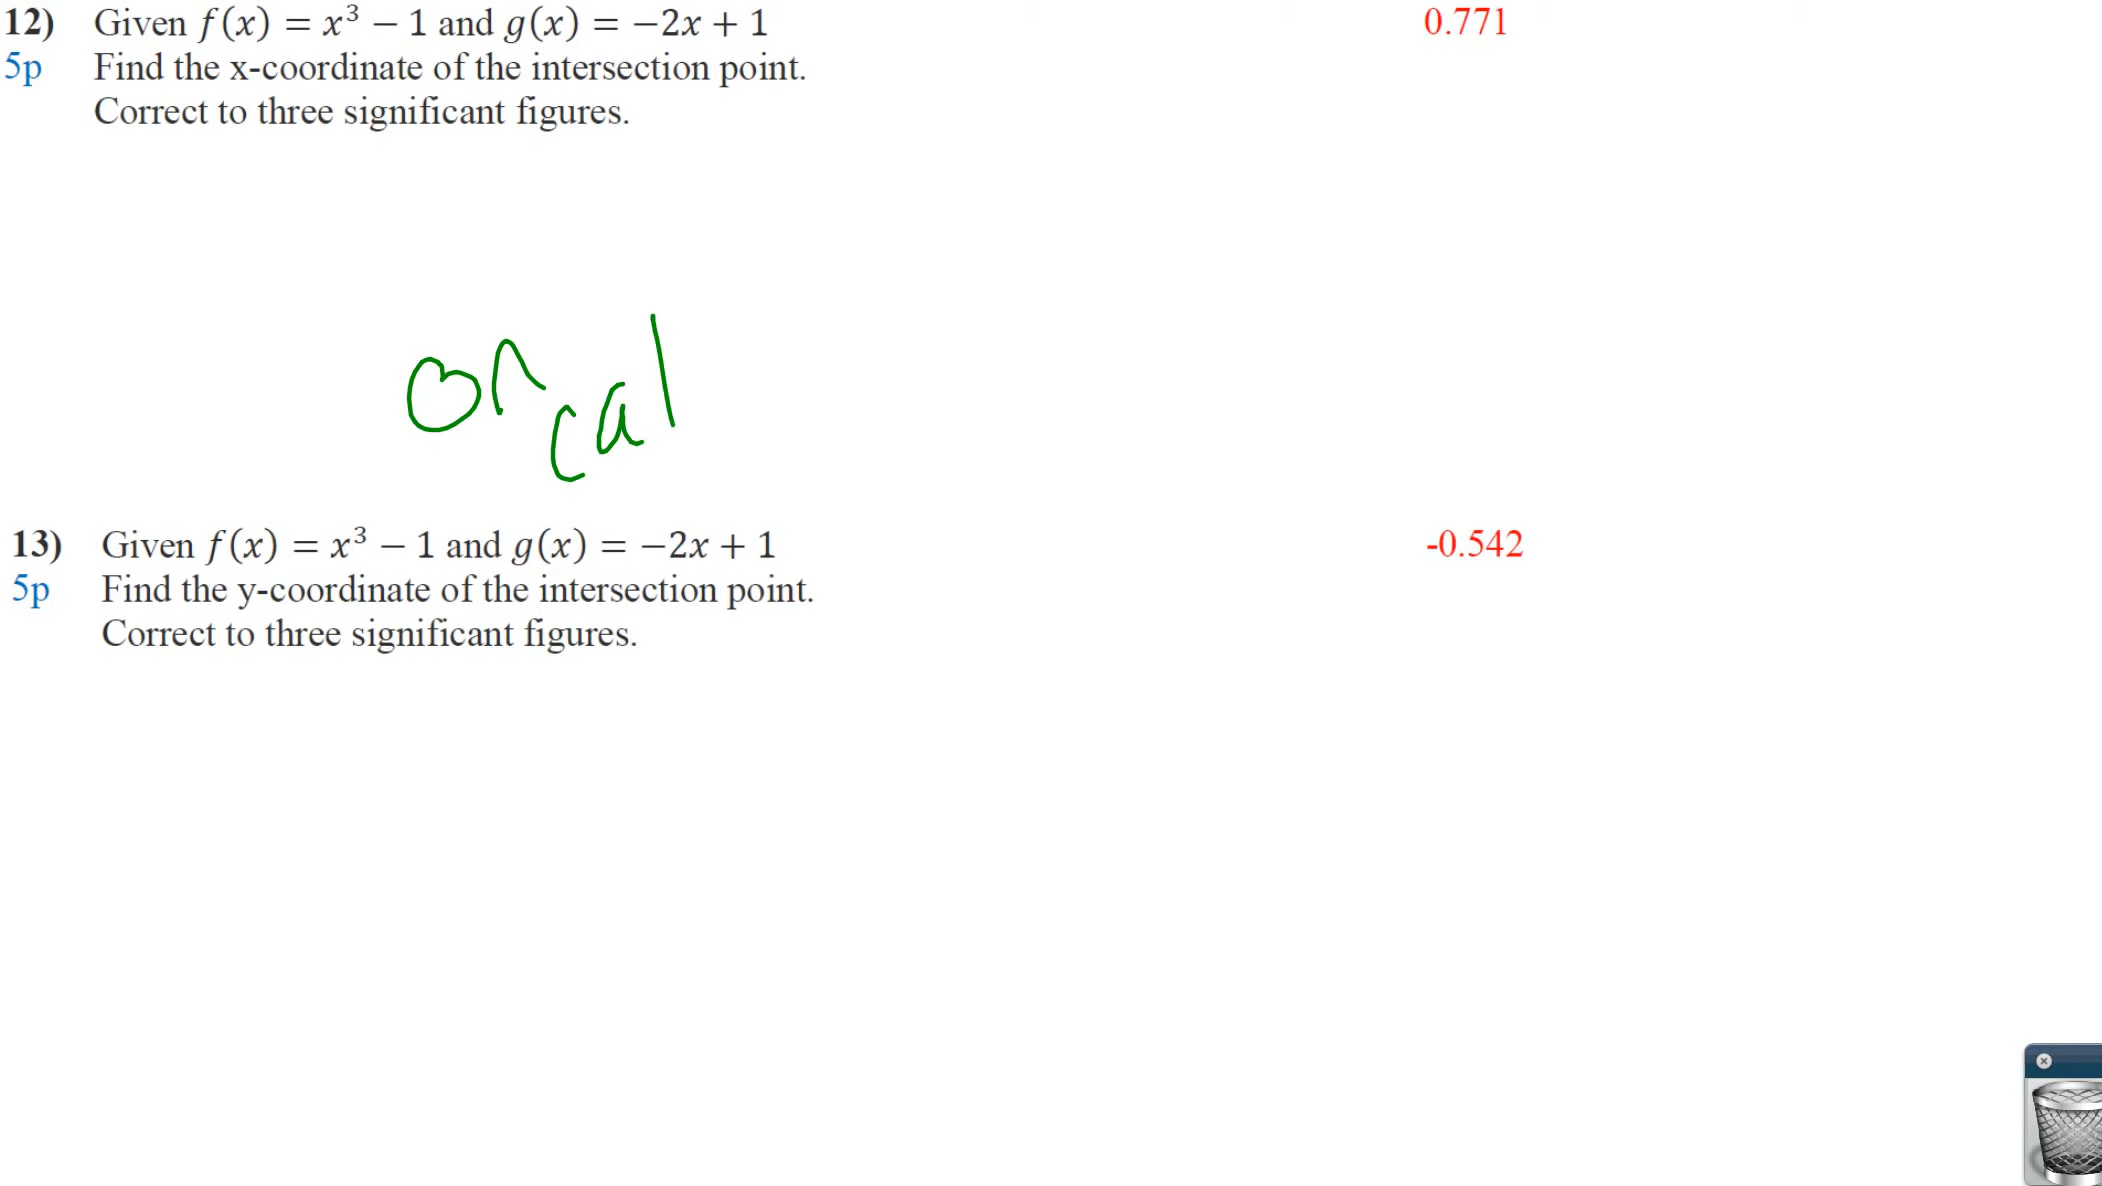 12) Given f(x) = x³ − 1 and g(x) = −2x + 1 0.771
5p Find the x-coordinate of the intersection point.
Correct to three significant figures.
on cal
13) Given f(x) = x³ − 1 and g(x) = −2x + 1 -0.542
5p Find the y-coordinate of the intersection point.
Correct to three significant figures.